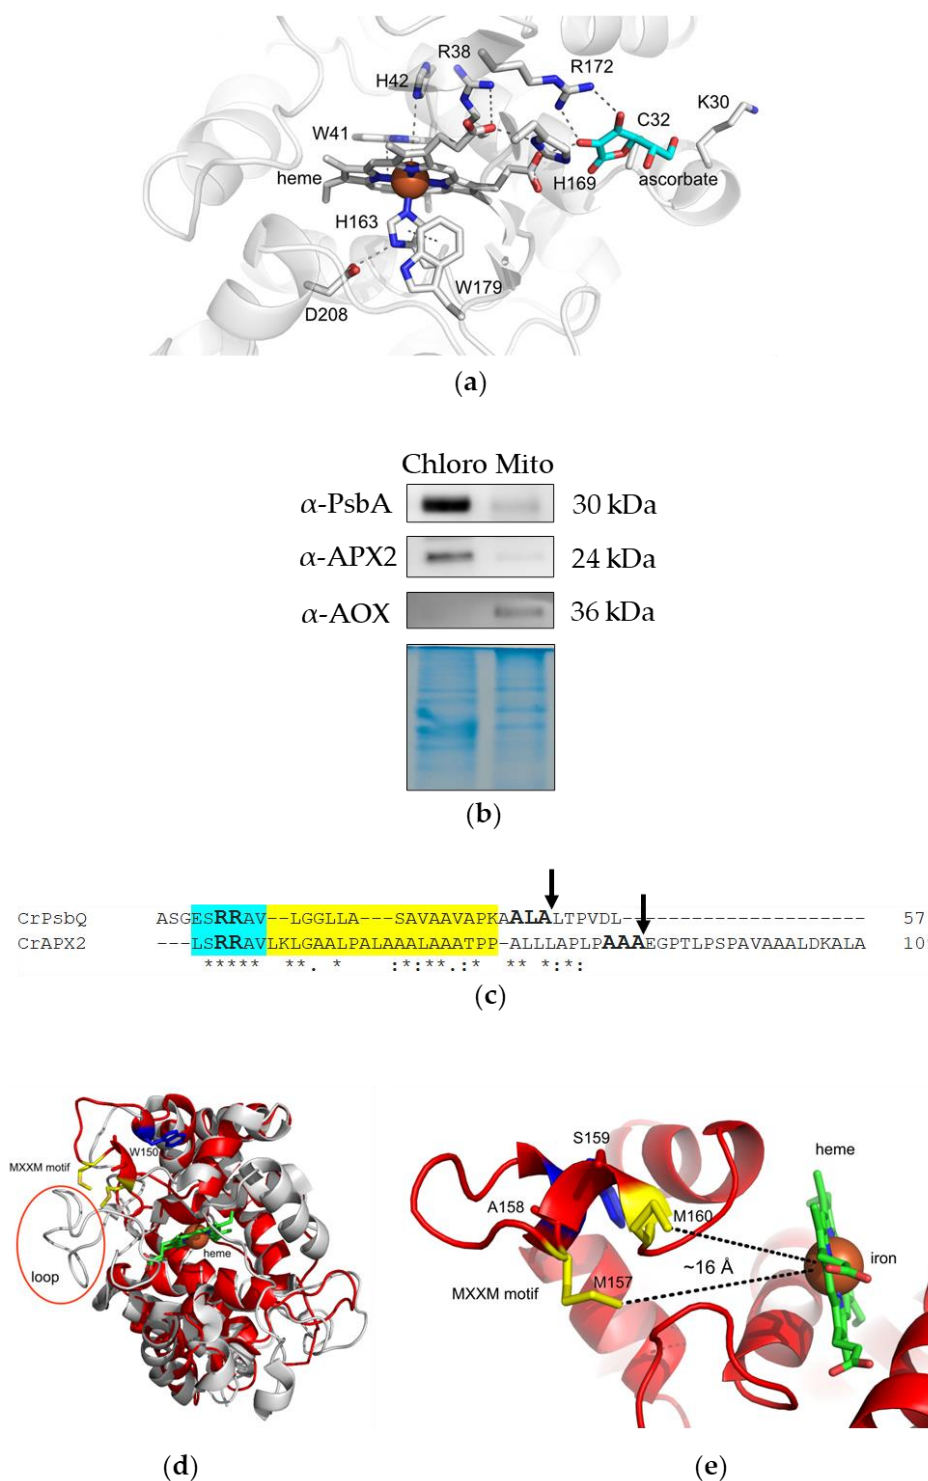 R38
R172
H42
K30
C32
W41
heme
H169
ascorbate
H163
W179
D208
(a)
Chloro Mito
α-PsbA 30 kDa
α-APX2 24 kDa
α-AOX 36 kDa
(b)
CrPsbQ ASGESRRAV--LGGLLA---SAVAAVAPKAALALTPVDL------------------- 57
CrAPX2 ---LSRRAVLKLGAALPALAAALAAATPP-ALLLAPLPAAAEGPTLPSPAVAAALDKALA 10
***** **. * :*:**.:* ** *:*:
(c)
W150
MXXM motif
heme
loop
(d)
S159
heme
A158
M160
iron
~16 Å
M157
MXXM motif
(e)